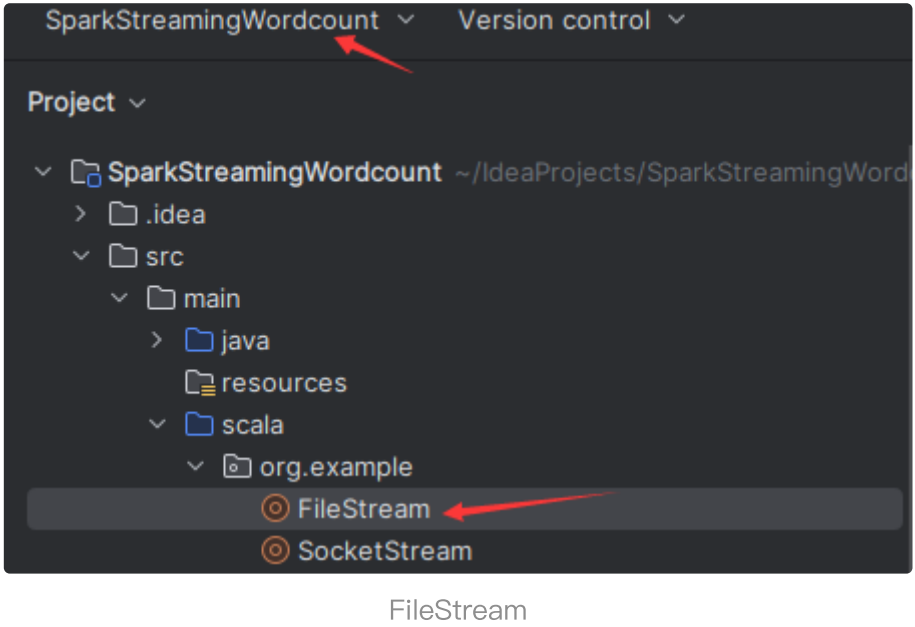 SparkStreamingWordcount Version control
Project
SparkStreamingWordcount ~/IdeaProjects/SparkStreamingWord
.idea
src
main
java
resources
scala
org.example
FileStream
SocketStream
FileStream